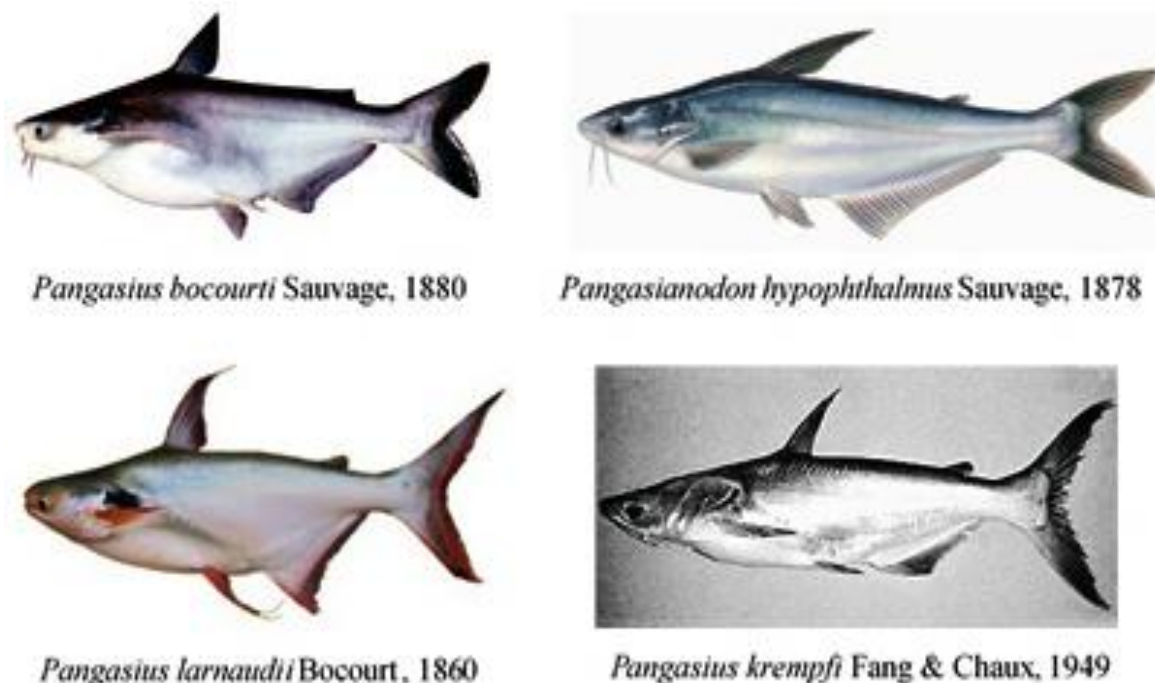 Pangasius bocourti Sauvage, 1880
Pangasianodon hypophthalmus Sauvage, 1878
Pangasius larnaudii Bocourt, 1860
Pangasius krempfi Fang & Chaux, 1949